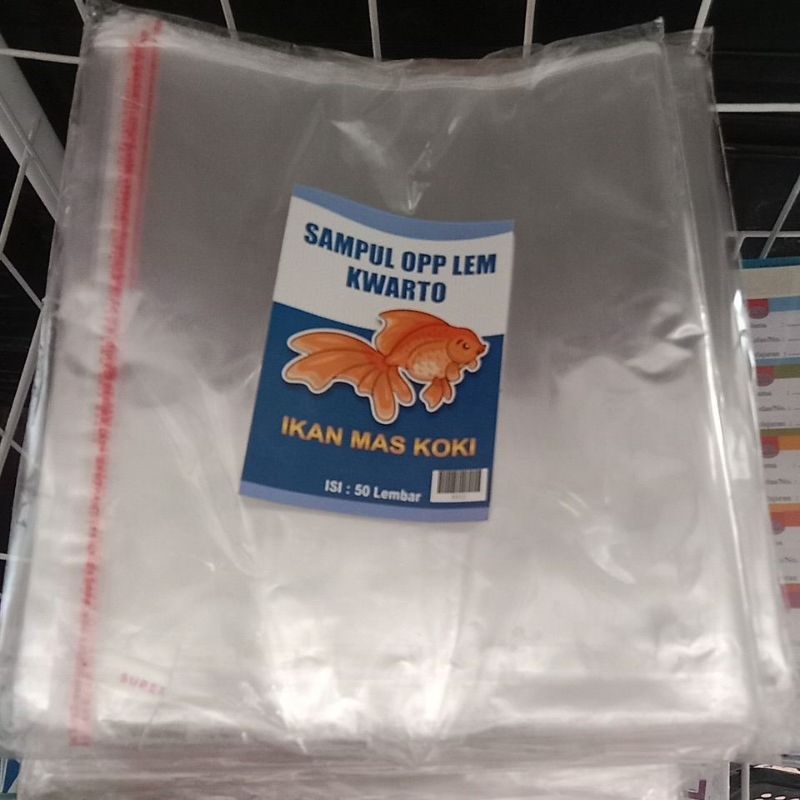 SAMPUL OPP LEM
KWARTO
IKAN MAS KOKI
ISI : 50 Lembar